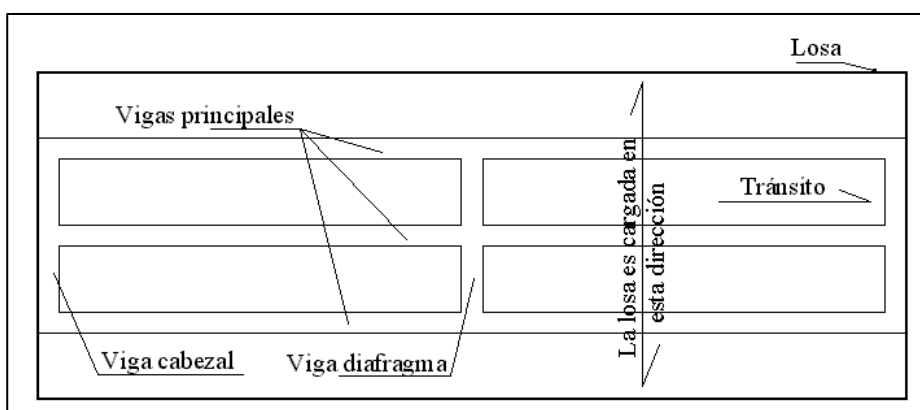 Losa
Vigas principales
La losa es cargada en
esta dirección
Tránsito
Viga cabezal
Viga diafragma